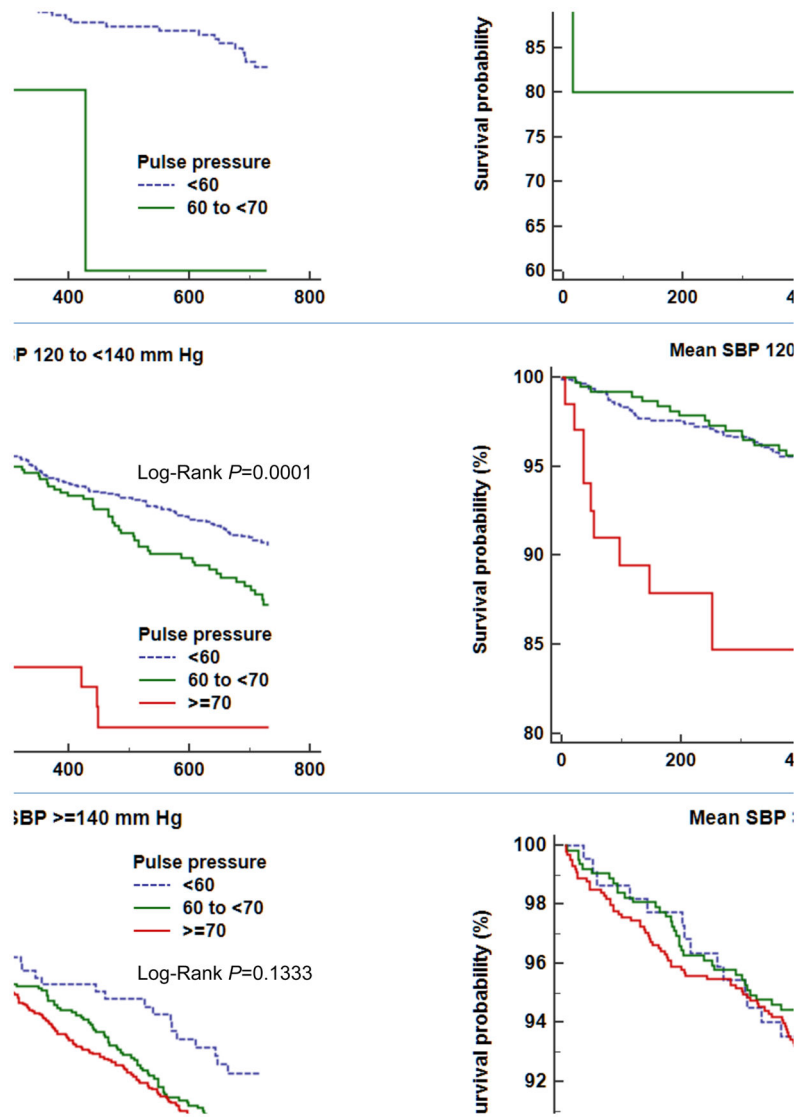 Pulse pressure
<60
60 to <70
400
600
800
Survival probability
85
80
75
70
65
60
0
200
P 120 to <140 mm Hg
Log-Rank P=0.0001
Pulse pressure
<60
60 to <70
>=70
400
600
800
Mean SBP 120
Survival probability (%)
100
95
90
85
80
0
200
4
SBP >=140 mm Hg
Pulse pressure
<60
60 to <70
>=70
Log-Rank P=0.1333
Mean SBP
urvival probability (%)
100
98
96
94
92